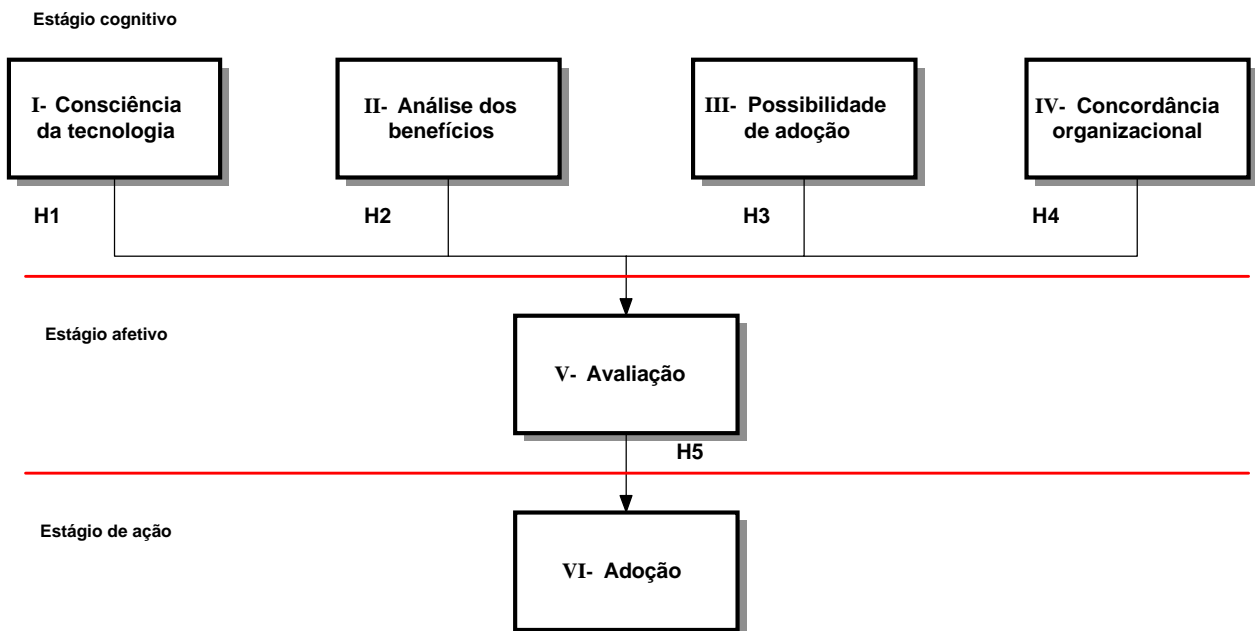 Estágio cognitivo
I- Consciência
da tecnologia
II- Análise dos
benefícios
III- Possibilidade
de adoção
IV- Concordância
organizacional
H1
H2
H3
H4
Estágio afetivo
V- Avaliação
H5
Estágio de ação
VI- Adoção